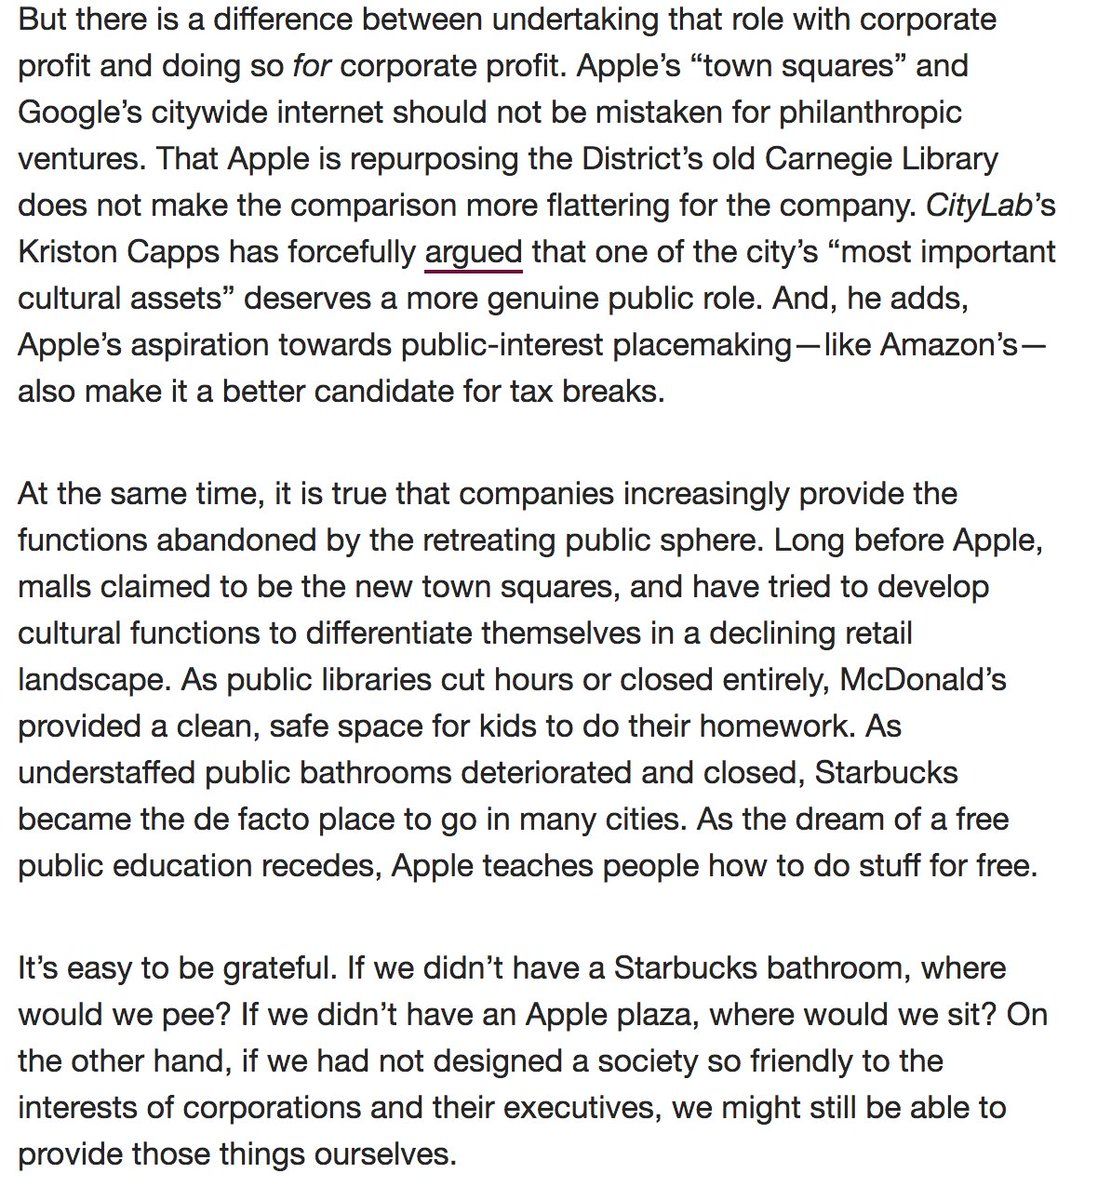 But there is a difference between undertaking that role with corporate
profit and doing so for corporate profit. Apple’s “town squares” and
Google’s citywide internet should not be mistaken for philanthropic
ventures. That Apple is repurposing the District’s old Carnegie Library
does not make the comparison more flattering for the company. CityLab’s
Kriston Capps has forcefully argued that one of the city’s “most important
cultural assets” deserves a more genuine public role. And, he adds,
Apple’s aspiration towards public-interest placemaking—like Amazon’s—
also make it a better candidate for tax breaks.
At the same time, it is true that companies increasingly provide the
functions abandoned by the retreating public sphere. Long before Apple,
malls claimed to be the new town squares, and have tried to develop
cultural functions to differentiate themselves in a declining retail
landscape. As public libraries cut hours or closed entirely, McDonald’s
provided a clean, safe space for kids to do their homework. As
understaffed public bathrooms deteriorated and closed, Starbucks
became the de facto place to go in many cities. As the dream of a free
public education recedes, Apple teaches people how to do stuff for free.
It’s easy to be grateful. If we didn’t have a Starbucks bathroom, where
would we pee? If we didn’t have an Apple plaza, where would we sit? On
the other hand, if we had not designed a society so friendly to the
interests of corporations and their executives, we might still be able to
provide those things ourselves.